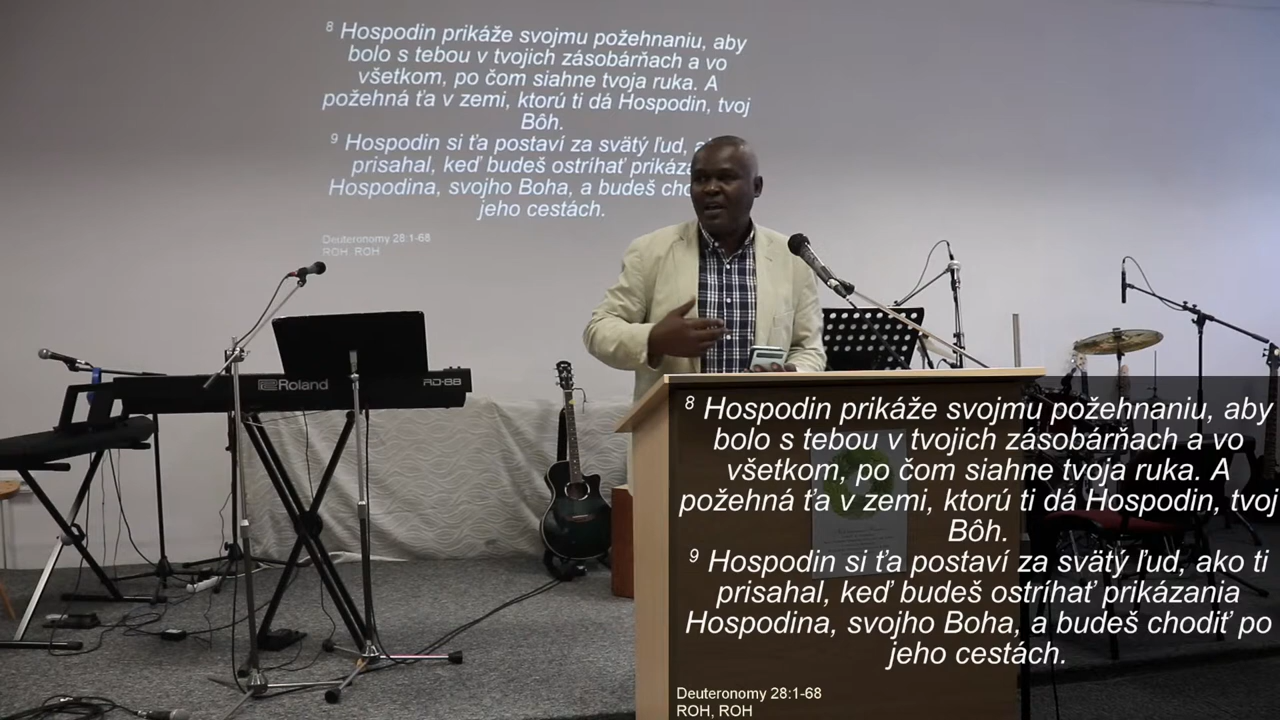 8 Hospodin prikáže svojmu požehnaniu, aby
bolo s tebou v tvojich zásobárňach a vo
všetkom, po čom siahne tvoja ruka. A
požehná ťa v zemi, ktorú ti dá Hospodin, tvoj
Bôh.
9 Hospodin si ťa postaví za svätý ľud,
prisahal, keď budeš ostríhať
Hospodina, svojho Boha, a budeš
jeho cestách.
Deuteronomy 28:1-68
ROH, ROH
Roland
RD-88
8 Hospodin prikáže svojmu požehnaniu, aby
bolo s tebou v tvojich zásobárňach a vo
všetkom, po čom siahne tvoja ruka. A
požehná ťa v zemi, ktorú ti dá Hospodin, tvoj
Bôh.
9 Hospodin si ťa postaví za svätý ľud, ako ti
prisahal, keď budeš ostríhať prikázania
Hospodina, svojho Boha, a budeš chodiť po
jeho cestách.
Deuteronomy 28:1-68
ROH, ROH